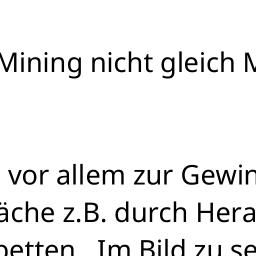 Mining nicht gleich M
vor allem zur Gewin
äche z.B. durch Hera
betten. Im Bild zu se